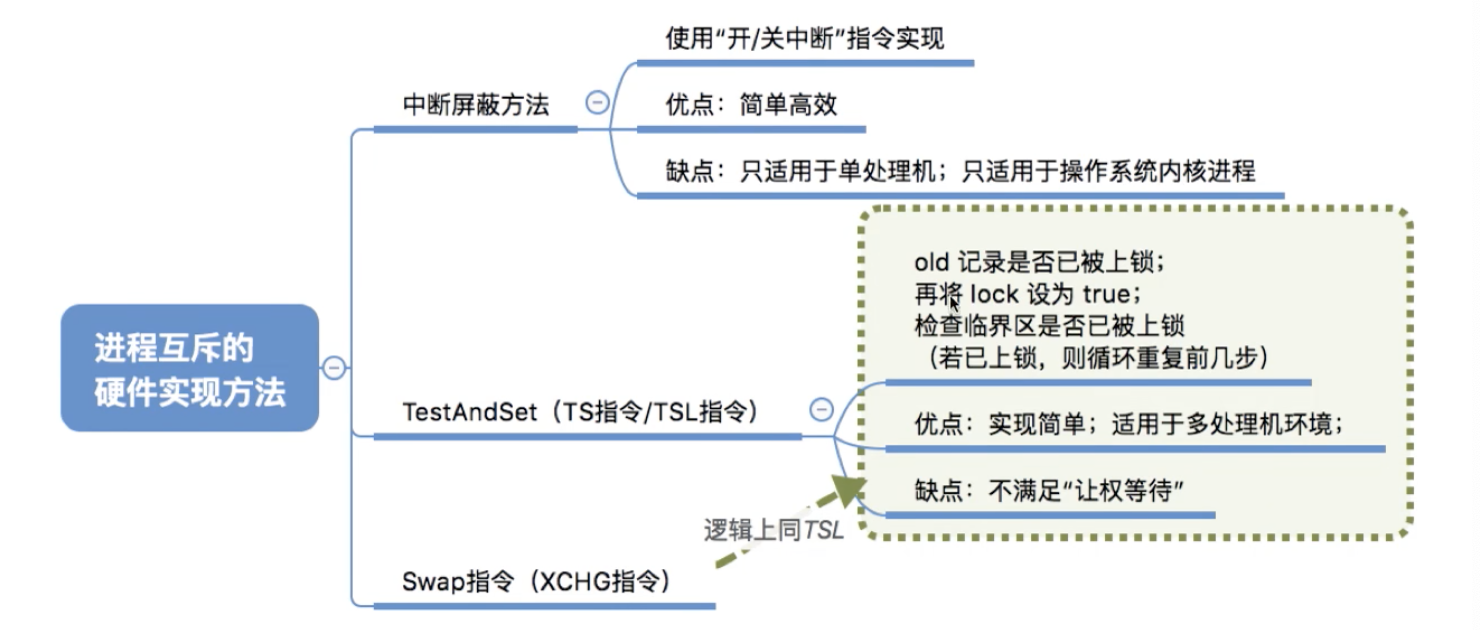 使用“开/关中断”指令实现
中断屏蔽方法
优点：简单高效
缺点：只适用于单处理机；只适用于操作系统内核进程
old 记录是否已被上锁；
再将 lock 设为 true；
检查临界区是否已被上锁
（若已上锁，则循环重复前几步）
进程互斥的
硬件实现方法
TestAndSet（TS指令/TSL指令）
优点：实现简单；适用于多处理机环境；
缺点：不满足“让权等待”
逻辑上同TSL
Swap指令（XCHG指令）